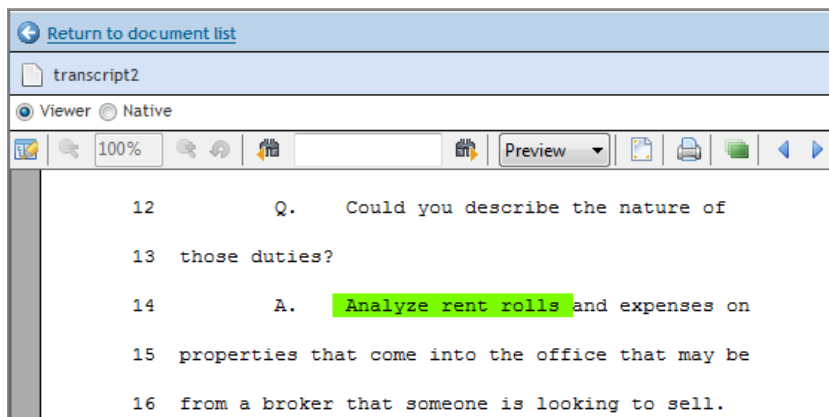 Return to document list
transcript2
Viewer Native
100% Preview
12 Q. Could you describe the nature of
13 those duties?
14 A. Analyze rent rolls and expenses on
15 properties that come into the office that may be
16 from a broker that someone is looking to sell.